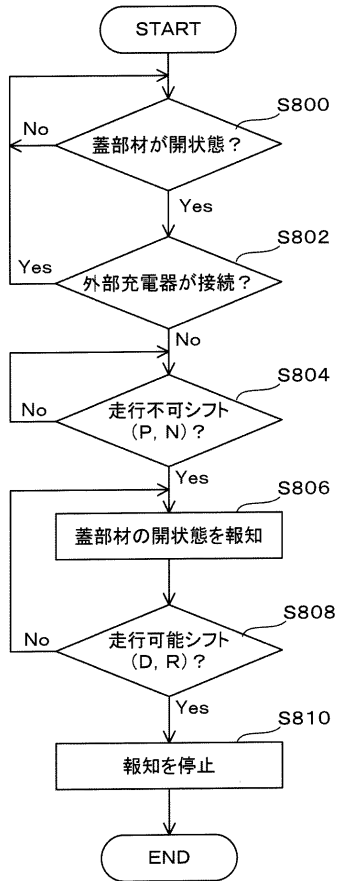 START
S800
No
蓋部材が開状態？
Yes
S802
Yes
外部充電器が接続？
No
S804
No
走行不可シフト
(P, N)？
Yes
S806
蓋部材の開状態を報知
S808
No
走行可能シフト
(D, R)？
Yes
S810
報知を停止
END